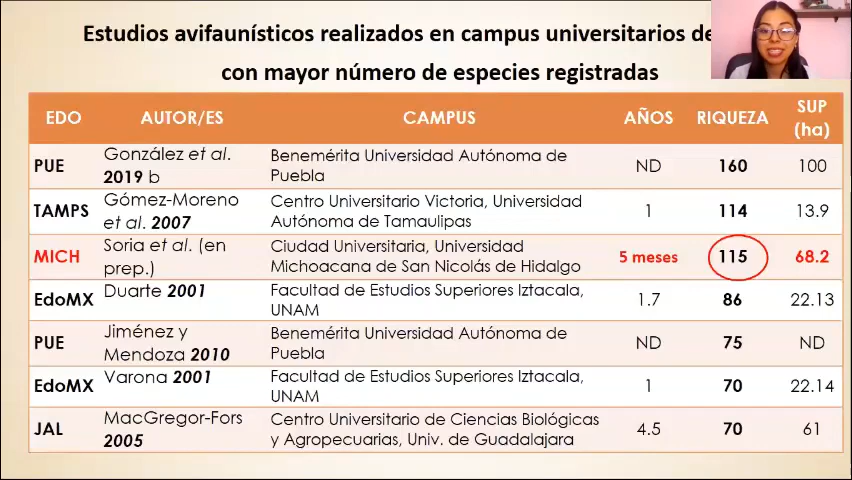 Estudios avifaunísticos realizados en campus universitarios de
con mayor número de especies registradas
EDO AUTOR/ES CAMPUS AÑOS RIQUEZA SUP (ha)
PUE González et al. 2019 b Benemérita Universidad Autónoma de Puebla ND 160 100
TAMPS Gómez-Moreno et al. 2007 Centro Universitario Victoria, Universidad Autónoma de Tamaulipas 1 114 13.9
MICH Soria et al. (en prep.) Ciudad Universitaria, Universidad Michoacana de San Nicolás de Hidalgo 5 meses 115 68.2
EdoMX Duarte 2001 Facultad de Estudios Superiores Iztacala, UNAM 1.7 86 22.13
PUE Jiménez y Mendoza 2010 Benemérita Universidad Autónoma de Puebla ND 75 ND
EdoMX Varona 2001 Facultad de Estudios Superiores Iztacala, UNAM 1 70 22.14
JAL MacGregor-Fors 2005 Centro Universitario de Ciencias Biológicas y Agropecuarias, Univ. de Guadalajara 4.5 70 61